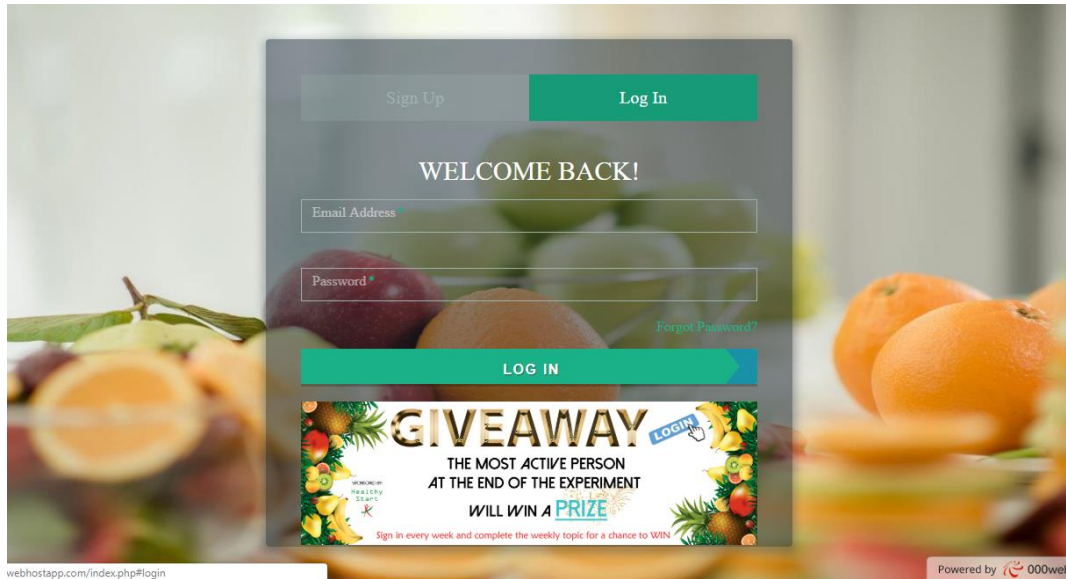 Sign Up
Log In
WELCOME BACK!
Email Address *
Password *
Forgot Password?
LOG IN
GIVEAWAY
LOGIN
THE MOST ACTIVE PERSON
AT THE END OF THE EXPERIMENT
SPONSORED BY
Healthy
Start
WILL WIN A PRIZE
Sign in every week and complete the weekly topic for a chance to WIN
webhostapp.com/index.php#login
Powered by 000wel